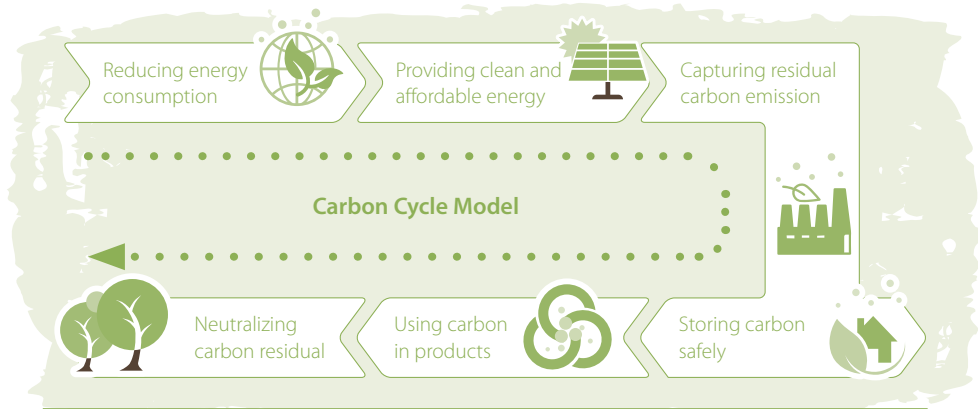 Reducing energy
consumption
Providing clean and
affordable energy
Capturing residual
carbon emission
Carbon Cycle Model
Storing carbon
safely
Using carbon
in products
Neutralizing
carbon residual